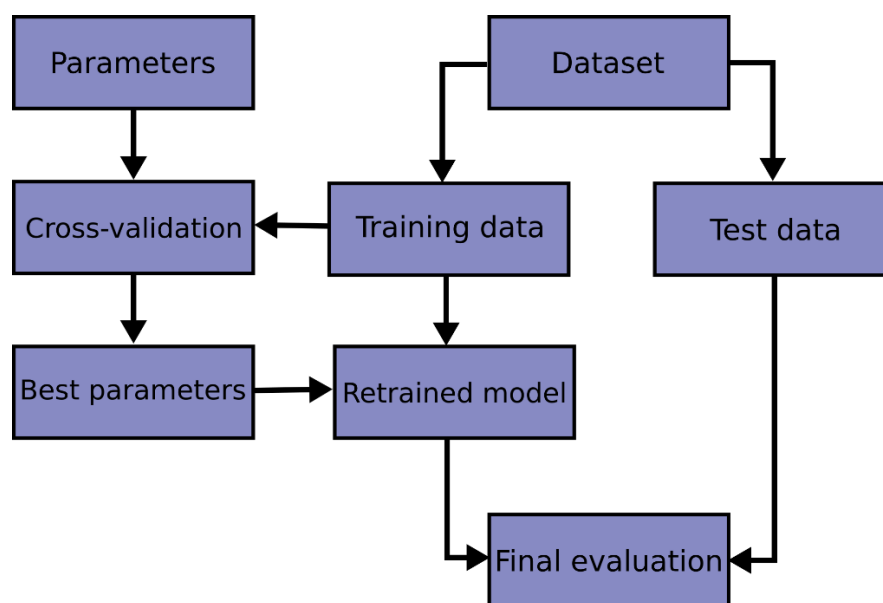 Parameters
Dataset
Cross-validation
Training data
Test data
Best parameters
Retrained model
Final evaluation